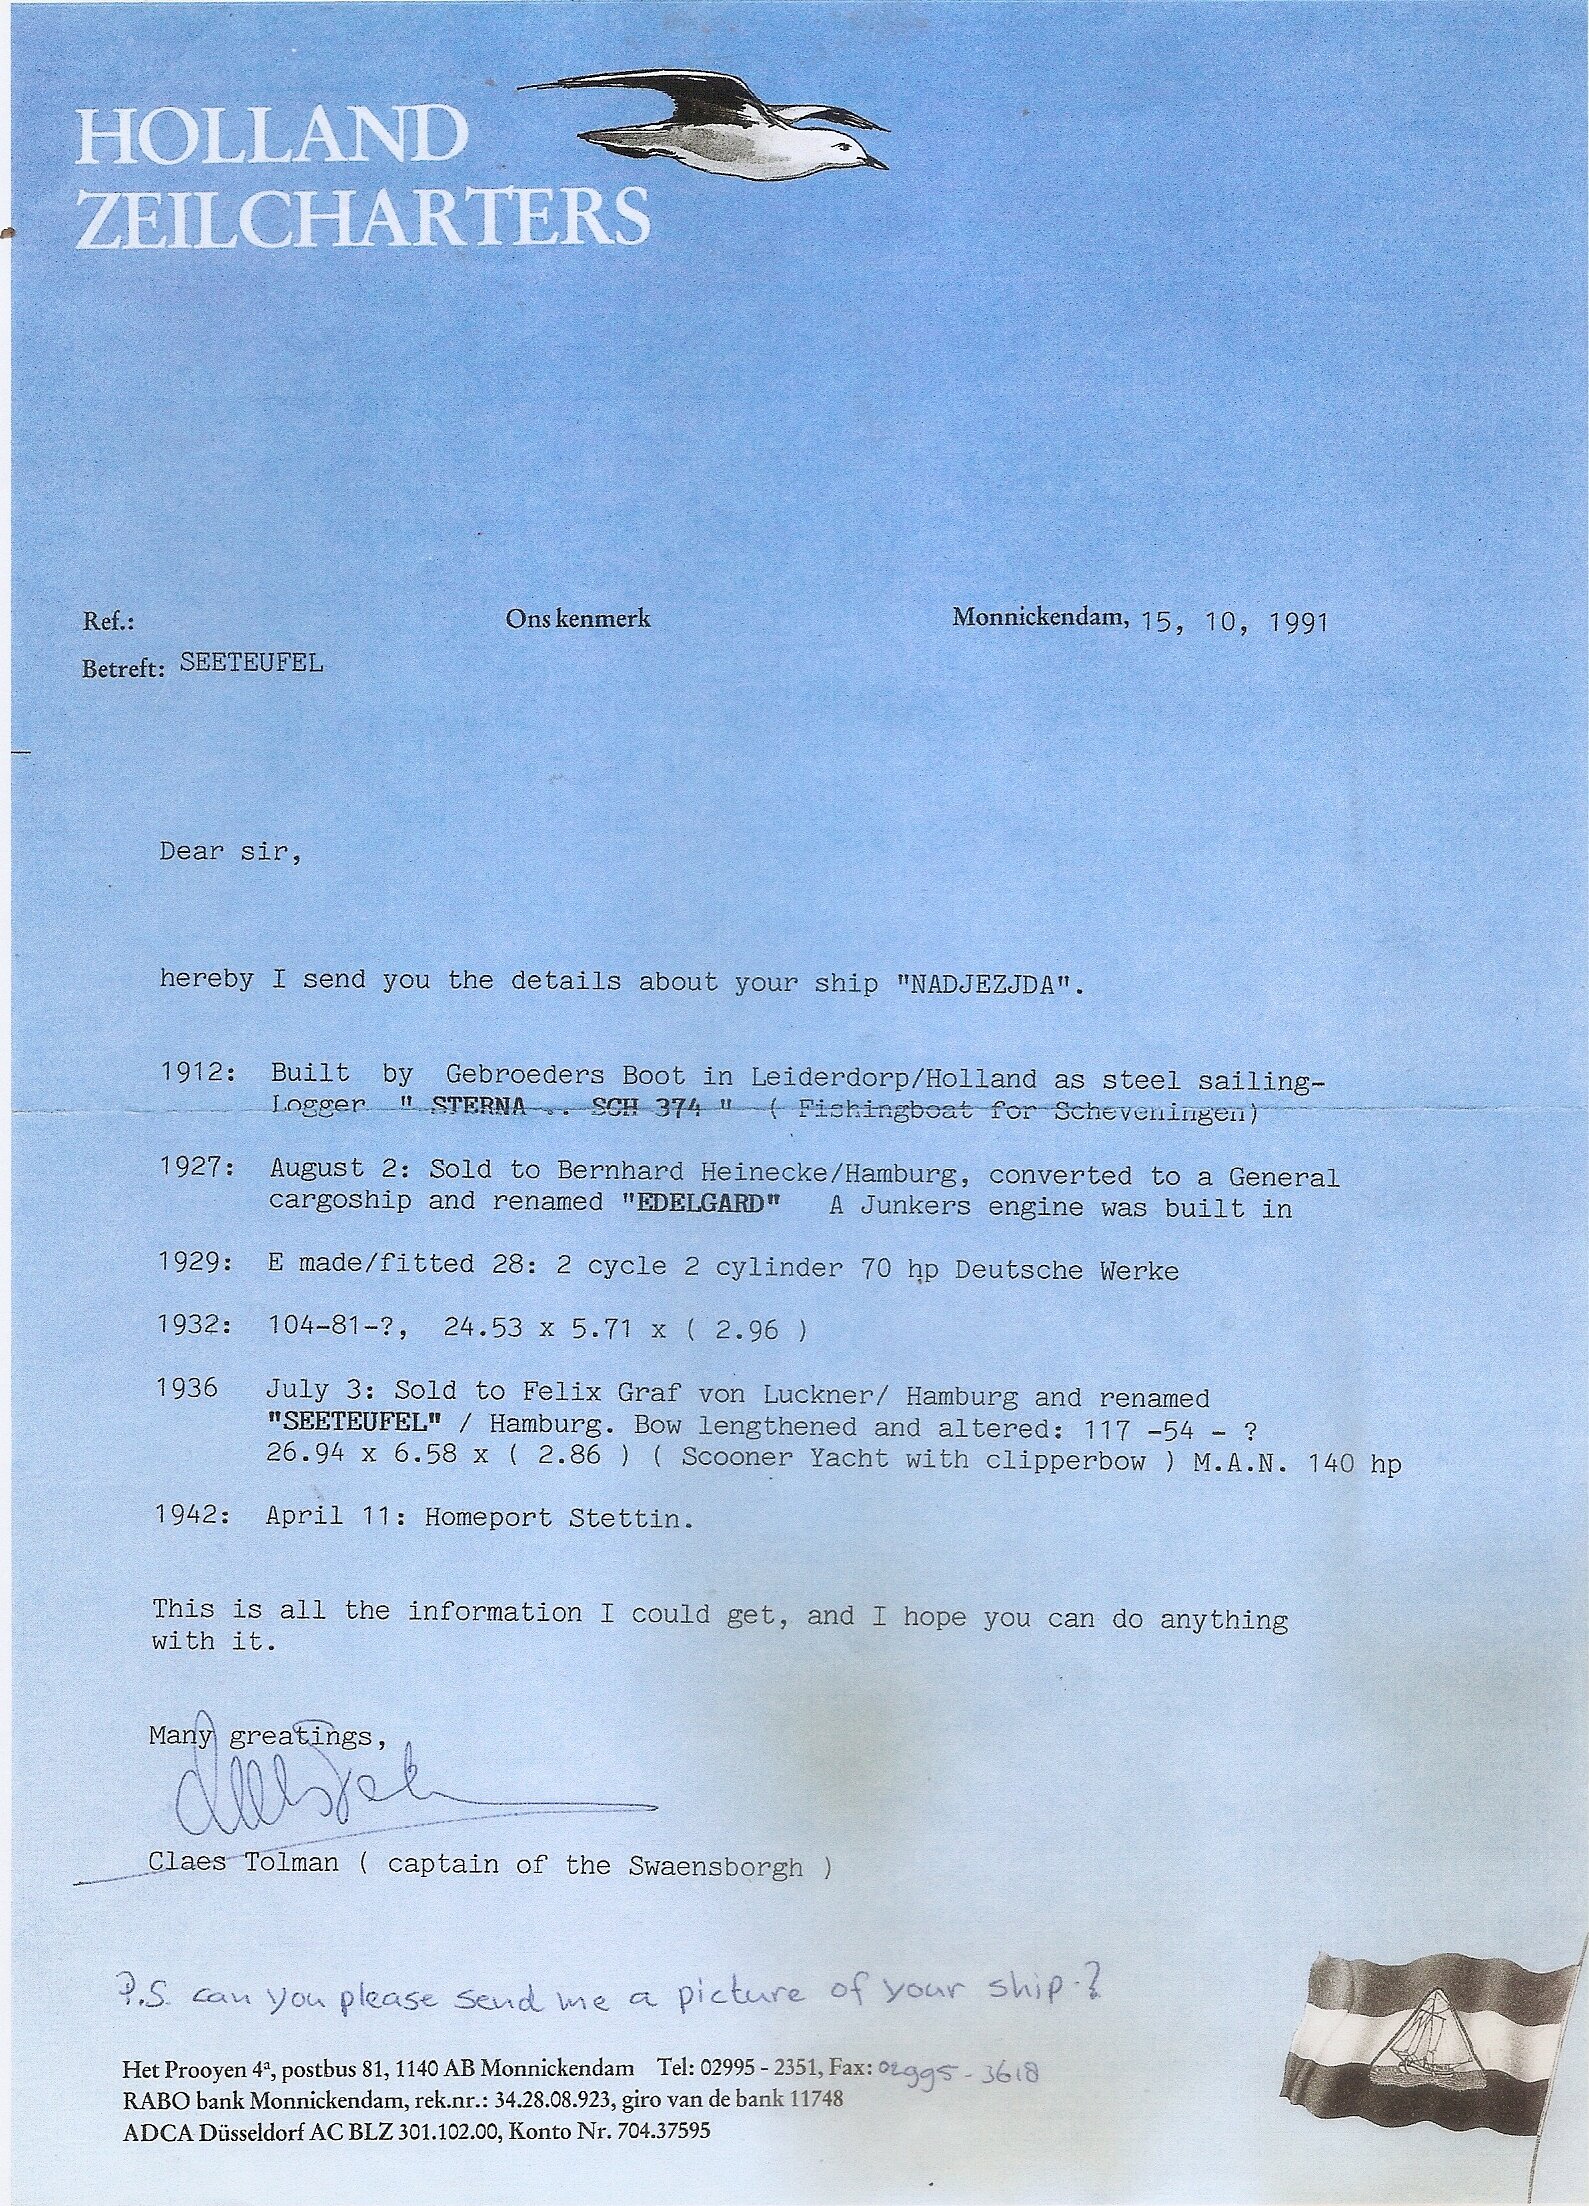 HOLLAND
ZEILCHARTERS
Ref.: Ons kenmerk Monnickendam, 15, 10, 1991
Betreft: SEETEUFEL
Dear sir,
hereby I send you the details about your ship "NADJEZJDA".
1912: Built by Gebroeders Boot in Leiderdorp/Holland as steel sailing-
Logger " STERNA .. SCH 374 " ( Fishingboat for Scheveningen)
1927: August 2: Sold to Bernhard Heinecke/Hamburg, converted to a General
cargoship and renamed "EDELGARD" A Junkers engine was built in
1929: E made/fitted 28: 2 cycle 2 cylinder 70 hp Deutsche Werke
1932: 104-81-?, 24.53 x 5.71 x ( 2.96 )
1936 July 3: Sold to Felix Graf von Luckner/ Hamburg and renamed
"SEETEUFEL" / Hamburg. Bow lengthened and altered: 117 -54 - ?
26.94 x 6.58 x ( 2.86 ) ( Scooner Yacht with clipperbow ) M.A.N. 140 hp
1942: April 11: Homeport Stettin.
This is all the information I could get, and I hope you can do anything
with it.
Many greatings,
Claes Tolman ( captain of the Swaensborgh )
P.S. can you please send me a picture of your ship.?
Het Prooyen 4ª, postbus 81, 1140 AB Monnickendam Tel: 02995 - 2351, Fax: 02995 - 3618
RABO bank Monnickendam, rek.nr.: 34.28.08.923, giro van de bank 11748
ADCA Düsseldorf AC BLZ 301.102.00, Konto Nr. 704.37595